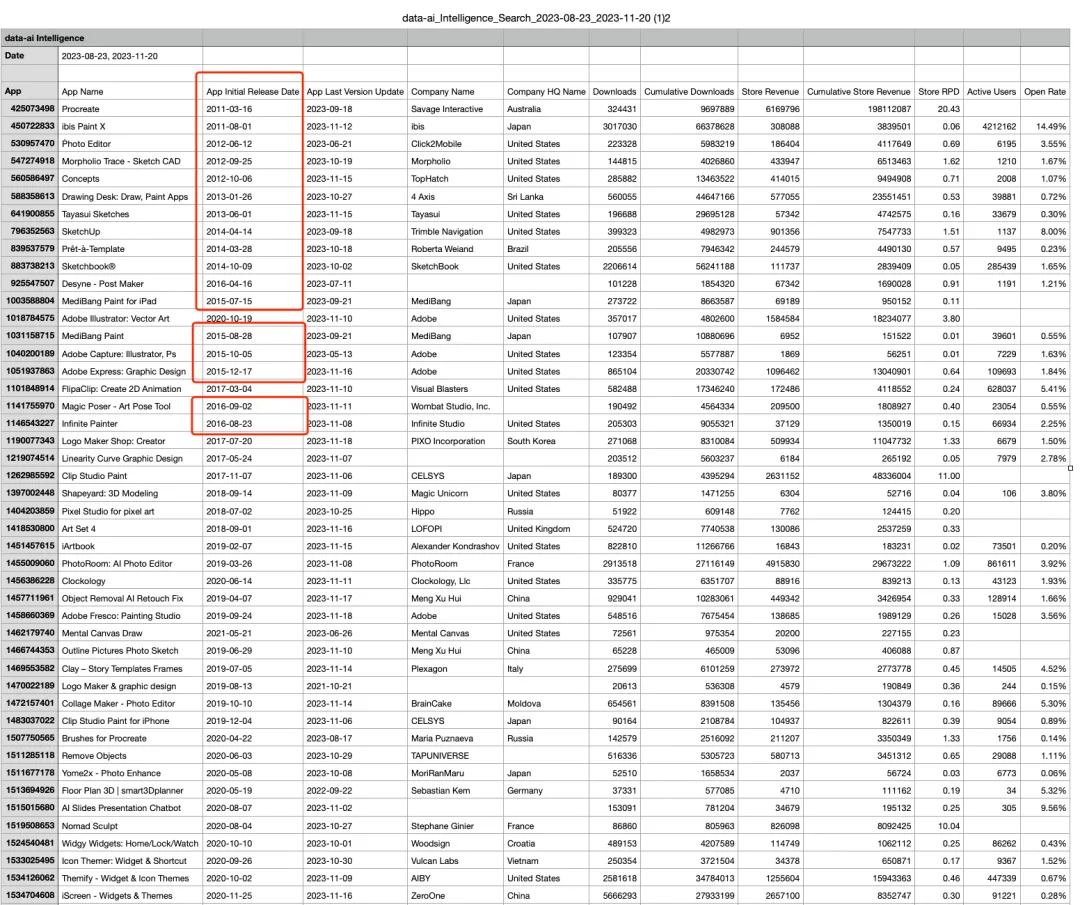 data-ai_Intelligence_Search_2023-08-23_2023-11-20 (1)2
data-ai Intelligence
Date 2023-08-23, 2023-11-20
App App Name App Initial Release Date App Last Version Update Company Name Company HQ Name Downloads Cumulative Downloads Store Revenue Cumulative Store Revenue Store RPD Active Users Open Rate
425073498 Procreate 2011-03-16 2023-09-18 Savage Interactive Australia 324431 9697889 6169796 198112087 20.43
450722833 ibis Paint X 2011-08-01 2023-11-12 ibis Japan 3017030 66378628 308088 3839501 0.06 4212162 14.49%
530957470 Photo Editor 2012-06-12 2023-06-21 Click2Mobile United States 223328 5983219 186404 4117649 0.69 6195 3.55%
547274918 Morpholio Trace - Sketch CAD 2012-09-25 2023-10-19 Morpholio United States 144815 4026860 433947 6513463 1.62 1210 1.67%
560586497 Concepts 2012-10-06 2023-11-15 TopHatch United States 285882 13463522 414015 9494908 0.71 2008 1.07%
588358613 Drawing Desk: Draw, Paint Apps 2013-01-26 2023-10-27 4 Axis Sri Lanka 560055 44647166 577055 23551451 0.53 39881 0.72%
641900855 Tayasui Sketches 2013-06-01 2023-11-15 Tayasui United States 196688 29695128 57342 4742575 0.16 33679 0.30%
796352563 SketchUp 2014-04-14 2023-09-18 Trimble Navigation United States 399323 4982973 901356 7547733 1.51 1137 8.00%
839537579 Prêt-à-Template 2014-03-28 2023-10-18 Roberta Weiand Brazil 205556 7946342 244579 4490130 0.57 9495 0.23%
883738213 Sketchbook® 2014-10-09 2023-10-02 SketchBook United States 2206614 56241188 111737 2839409 0.05 285439 1.65%
925547507 Desyne - Post Maker 2016-04-16 2023-07-11 101228 1854320 67342 1690028 0.91 1191 1.21%
1003588804 MediBang Paint for iPad 2015-07-15 2023-09-21 MediBang Japan 273722 8663587 69189 950152 0.11
1018784575 Adobe Illustrator: Vector Art 2020-10-19 2023-11-10 Adobe United States 357017 4802600 1584584 18234077 3.80
1031158715 MediBang Paint 2015-08-28 2023-09-21 MediBang Japan 107907 10880696 6952 151522 0.01 39601 0.55%
1040200189 Adobe Capture: Illustrator, Ps 2015-10-05 2023-05-13 Adobe United States 123354 5577887 1869 56251 0.01 7229 1.63%
1051937863 Adobe Express: Graphic Design 2015-12-17 2023-11-16 Adobe United States 865104 20330742 1096462 13040901 0.64 109693 1.84%
1101848914 FlipaClip: Create 2D Animation 2017-03-04 2023-11-10 Visual Blasters United States 582488 17346240 172486 4118552 0.24 628037 5.41%
1141755970 Magic Poser - Art Pose Tool 2016-09-02 2023-11-11 Wombat Studio, Inc. 190492 4564334 209500 1808927 0.40 23054 0.55%
1146543227 Infinite Painter 2016-08-23 2023-11-08 Infinite Studio United States 205303 9055321 37129 1350019 0.15 66934 2.25%
1190077343 Logo Maker Shop: Creator 2017-07-20 2023-11-18 PIXO Incorporation South Korea 271068 8310084 509934 11047732 1.33 6679 1.50%
1219074514 Linearity Curve Graphic Design 2017-05-24 2023-11-07 203512 5603237 6184 265192 0.05 7979 2.78%
1262985592 Clip Studio Paint 2017-11-07 2023-11-06 CELSYS Japan 189300 4395294 2631152 48336004 11.00
1397002448 Shapeyard: 3D Modeling 2018-09-14 2023-11-09 Magic Unicorn United States 80377 1471255 6304 52716 0.04 106 3.80%
1404203859 Pixel Studio for pixel art 2018-07-02 2023-10-25 Hippo Russia 51922 609148 7762 124415 0.20
1418530800 Art Set 4 2018-09-01 2023-11-16 LOFOPI United Kingdom 524720 7740538 130086 2537259 0.33
1451457615 iArtbook 2019-02-07 2023-11-15 Alexander Kondrashov United States 822810 11266766 16843 183231 0.02 73501 0.20%
1455009060 PhotoRoom: AI Photo Editor 2019-03-26 2023-11-08 PhotoRoom France 2913518 27116149 4915830 29673222 1.09 861611 3.92%
1456386228 Clockology 2020-06-14 2023-11-11 Clockology, Llc United States 335775 6351707 88916 839213 0.13 43123 1.93%
1457711961 Object Removal AI Retouch Fix 2019-04-07 2023-11-17 Meng Xu Hui China 929041 10283061 449342 3426954 0.33 128914 1.66%
1458660369 Adobe Fresco: Painting Studio 2019-09-24 2023-11-18 Adobe United States 548516 7675454 138685 1989129 0.26 15028 3.56%
1462179740 Mental Canvas Draw 2021-05-21 2023-06-26 Mental Canvas United States 72561 975354 20200 227155 0.23
1466744353 Outline Pictures Photo Sketch 2019-06-29 2023-11-10 Meng Xu Hui China 65228 465009 53096 406088 0.87
1469553582 Clay – Story Templates Frames 2019-07-05 2023-11-14 Plexagon Italy 275699 6101259 273972 2773778 0.45 14505 4.52%
1470022189 Logo Maker & graphic design 2019-08-13 2021-10-21 20613 536308 4579 190849 0.36 244 0.15%
1472157401 Collage Maker - Photo Editor 2019-10-10 2023-11-14 BrainCake Moldova 654561 8391508 135456 1304379 0.16 89666 5.30%
1483037022 Clip Studio Paint for iPhone 2019-12-04 2023-11-06 CELSYS Japan 90164 2108784 104937 822611 0.39 9054 0.89%
1507750565 Brushes for Procreate 2020-04-22 2023-08-17 Maria Puznaeva Russia 142579 2516092 211207 3350349 1.33 1756 0.14%
1511285118 Remove Objects 2020-06-03 2023-10-29 TAPUNIVERSE 516336 5305723 580713 3451312 0.65 29088 1.11%
1511677178 Yome2x - Photo Enhance 2020-05-08 2023-10-08 MoriRanMaru Japan 52510 1658534 2037 56724 0.03 6773 0.06%
1513694926 Floor Plan 3D | smart3Dplanner 2020-05-19 2022-09-22 Sebastian Kem Germany 37331 577085 4710 111162 0.19 34 5.32%
1515015680 AI Slides Presentation Chatbot 2020-08-07 2023-11-02 153091 781204 34679 195132 0.25 305 9.56%
1519508653 Nomad Sculpt 2020-08-04 2023-10-27 Stephane Ginier France 86860 805963 826098 8092425 10.04
1524540481 Widgy Widgets: Home/Lock/Watch 2020-10-10 2023-10-01 Woodsign Croatia 489153 4207589 114749 1062112 0.25 86262 0.43%
1533025495 Icon Themer: Widget & Shortcut 2020-09-26 2023-10-30 Vulcan Labs Vietnam 250354 3721504 34378 650871 0.17 9367 1.52%
1534126062 Themify - Widget & Icon Themes 2020-10-02 2023-11-09 AIBY United States 2581618 34784013 1255604 15943363 0.46 447339 0.67%
1534704608 iScreen - Widgets & Themes 2020-11-25 2023-11-16 ZeroOne China 5666293 27933199 2657100 8352747 0.30 91221 0.28%